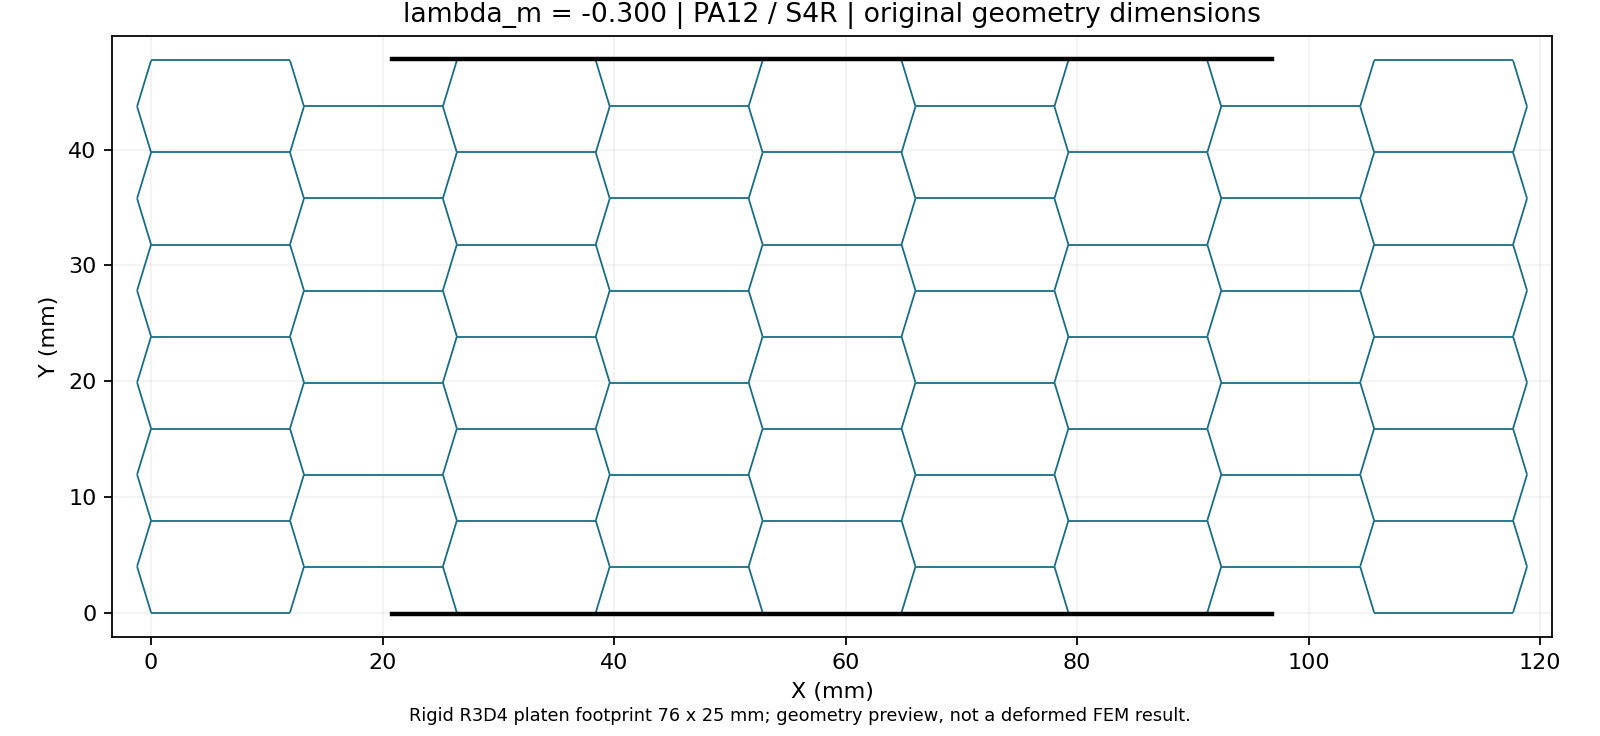 lambda_m = -0.300 | PA12 / S4R | original geometry dimensions
40
30
20
10
0
Y (mm)
0 20 40 60 80 100 120
X (mm)
Rigid R3D4 platen footprint 76 x 25 mm; geometry preview, not a deformed FEM result.